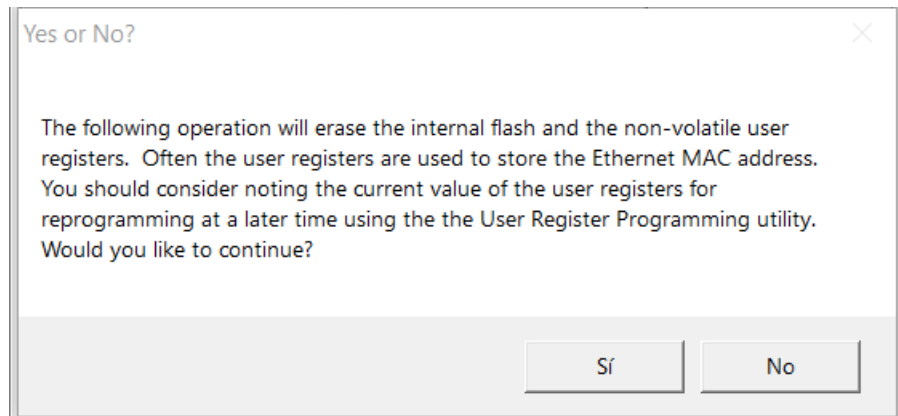 Yes or No?
The following operation will erase the internal flash and the non-volatile user
registers.  Often the user registers are used to store the Ethernet MAC address.
You should consider noting the current value of the user registers for
reprogramming at a later time using the the User Register Programming utility.
Would you like to continue?
Sí
No